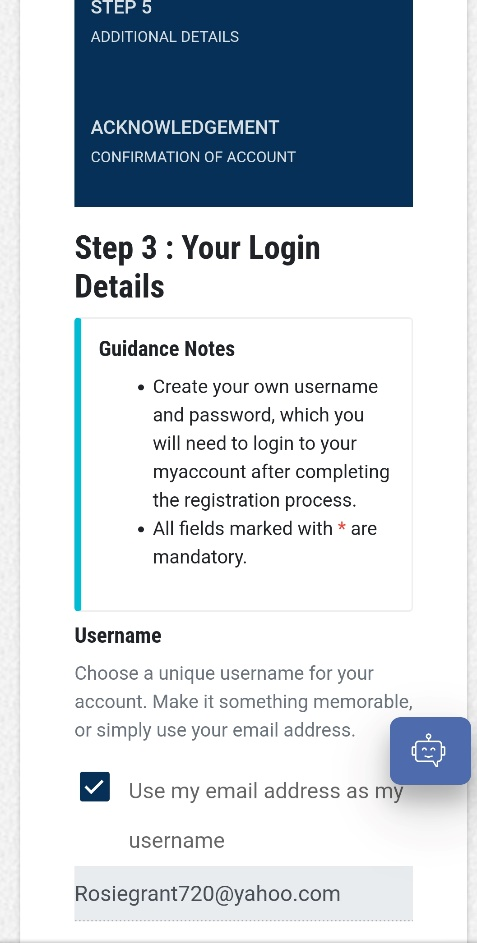 STEP 5
ADDITIONAL DETAILS
ACKNOWLEDGEMENT
CONFIRMATION OF ACCOUNT
Step 3 : Your Login
Details
Guidance Notes
• Create your own username
and password, which you
will need to login to your
myaccount after completing
the registration process.
• All fields marked with * are
mandatory.
Username
Choose a unique username for your
account. Make it something memorable,
or simply use your email address.
Use my email address as my
username
Rosiegrant720@yahoo.com